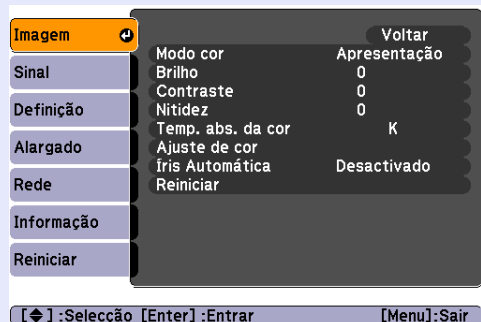 Imagem
Sinal
Definição
Alargado
Rede
Informação
Reiniciar
Voltar
Modo cor Apresentação
Brilho 0
Contraste 0
Nitidez 0
Temp. abs. da cor K
Ajuste de cor
Íris Automática Desactivado
Reiniciar
[◆] :Selecção [Enter] :Entrar [Menu]:Sair